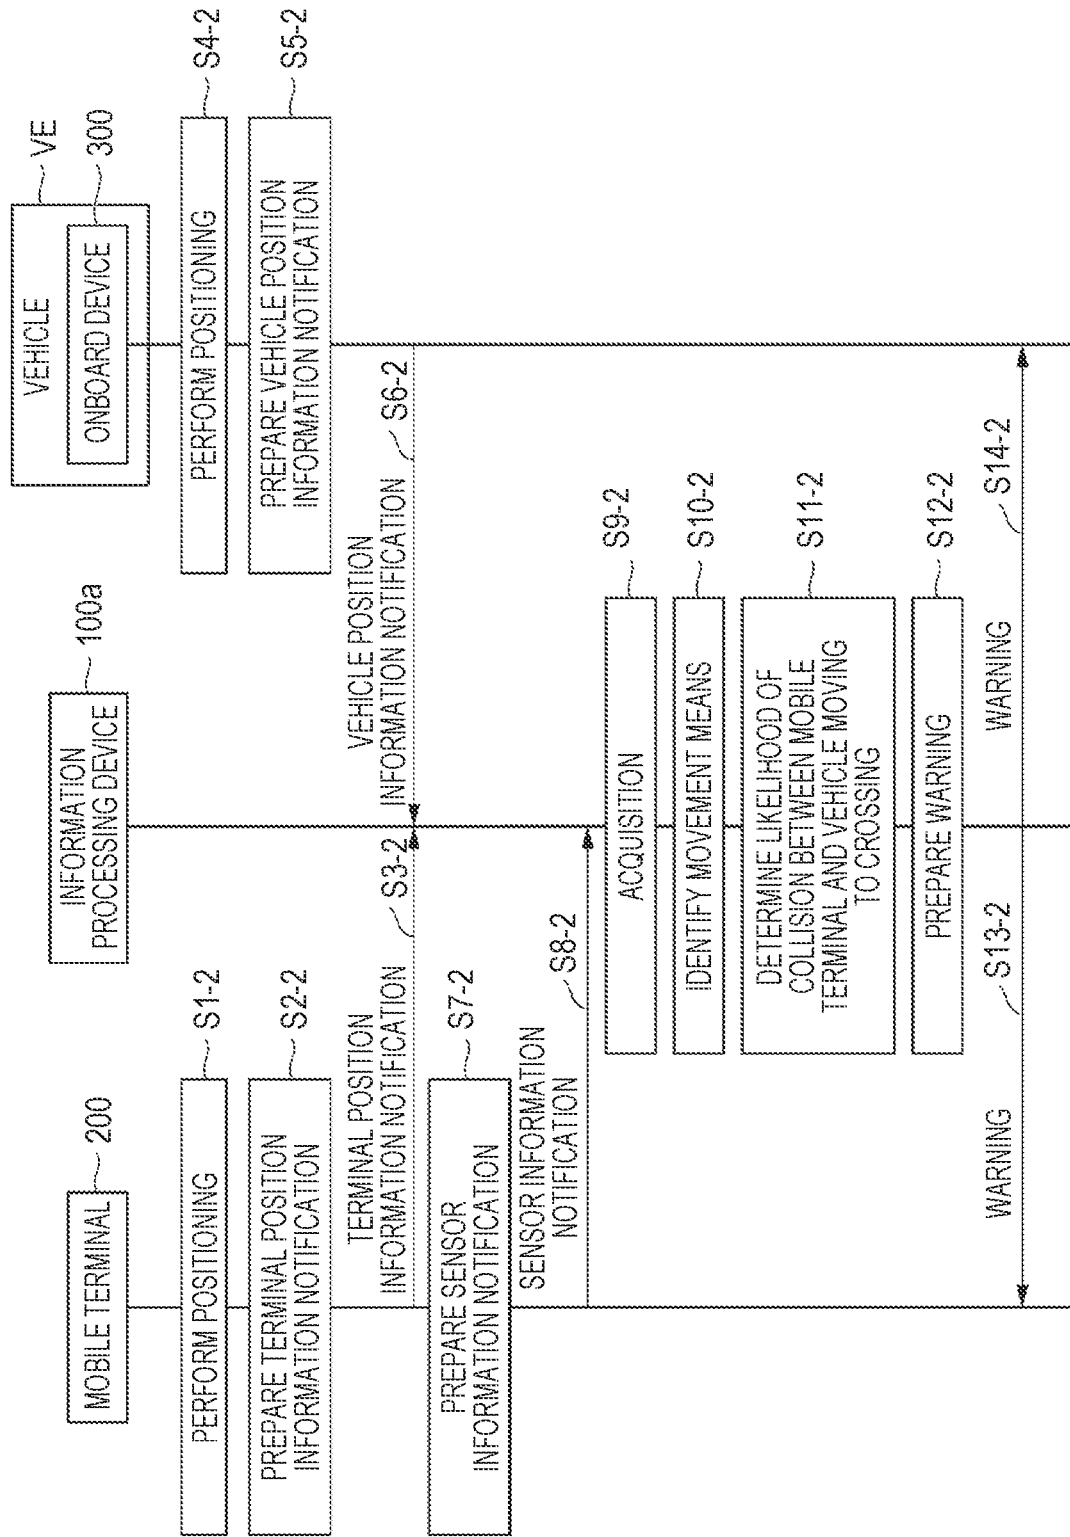 MOBILE TERMINAL
200
INFORMATION
PROCESSING DEVICE
100a
VEHICLE
VE
ONBOARD DEVICE
300
PERFORM POSITIONING
S1-2
PERFORM POSITIONING
S4-2
PREPARE TERMINAL POSITION
INFORMATION NOTIFICATION
S2-2
PREPARE VEHICLE POSITION
INFORMATION NOTIFICATION
S5-2
TERMINAL POSITION
INFORMATION NOTIFICATION
S3-2
VEHICLE POSITION
INFORMATION NOTIFICATION
S6-2
PREPARE SENSOR
INFORMATION NOTIFICATION
S7-2
SENSOR INFORMATION
NOTIFICATION
S8-2
ACQUISITION
S9-2
IDENTIFY MOVEMENT MEANS
S10-2
DETERMINE LIKELIHOOD OF
COLLISION BETWEEN MOBILE
TERMINAL AND VEHICLE MOVING
TO CROSSING
S11-2
PREPARE WARNING
S12-2
WARNING
S13-2
WARNING
S14-2